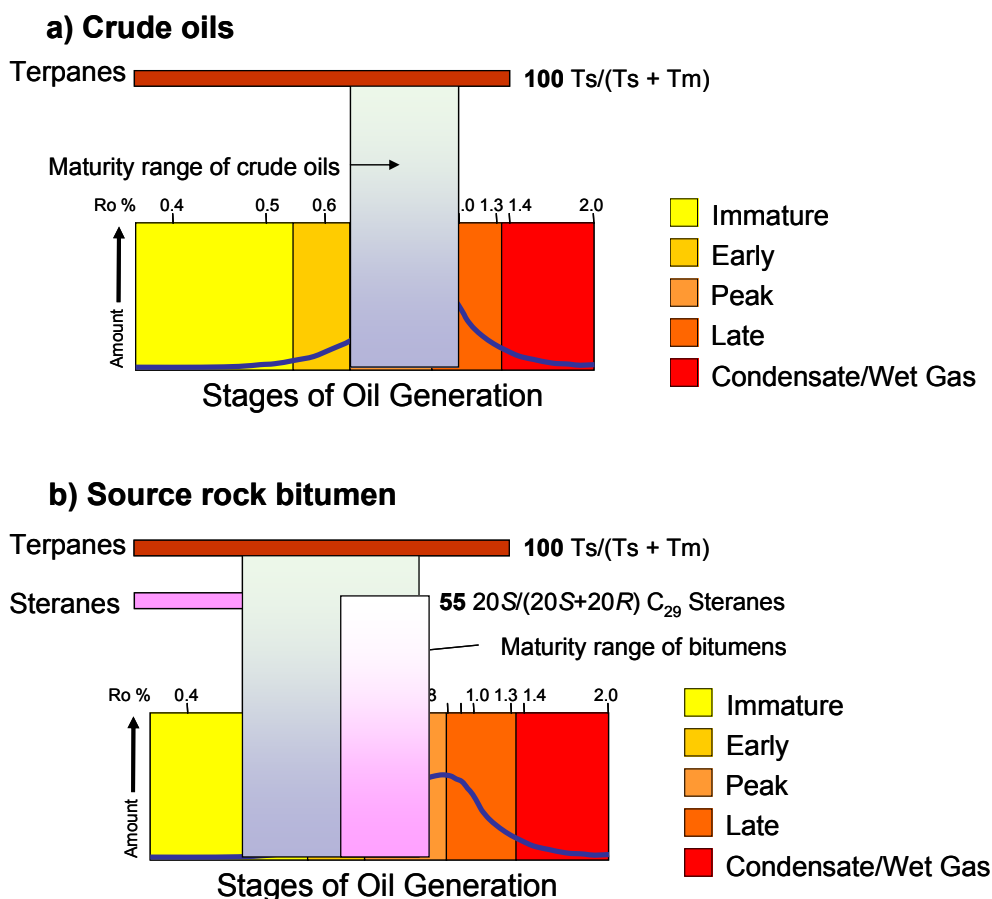 a) Crude oils
Terpanes
100 Ts/(Ts + Tm)
Maturity range of crude oils
Ro %
0.4
0.5
0.6
.0
1.3
1.4
2.0
Amount
Immature
Early
Peak
Late
Condensate/Wet Gas
Stages of Oil Generation
b) Source rock bitumen
Terpanes
100 Ts/(Ts + Tm)
Steranes
55 20S/(20S+20R) C29 Steranes
Maturity range of bitumens
Ro %
0.4
8
1.0
1.3
1.4
2.0
Amount
Immature
Early
Peak
Late
Condensate/Wet Gas
Stages of Oil Generation